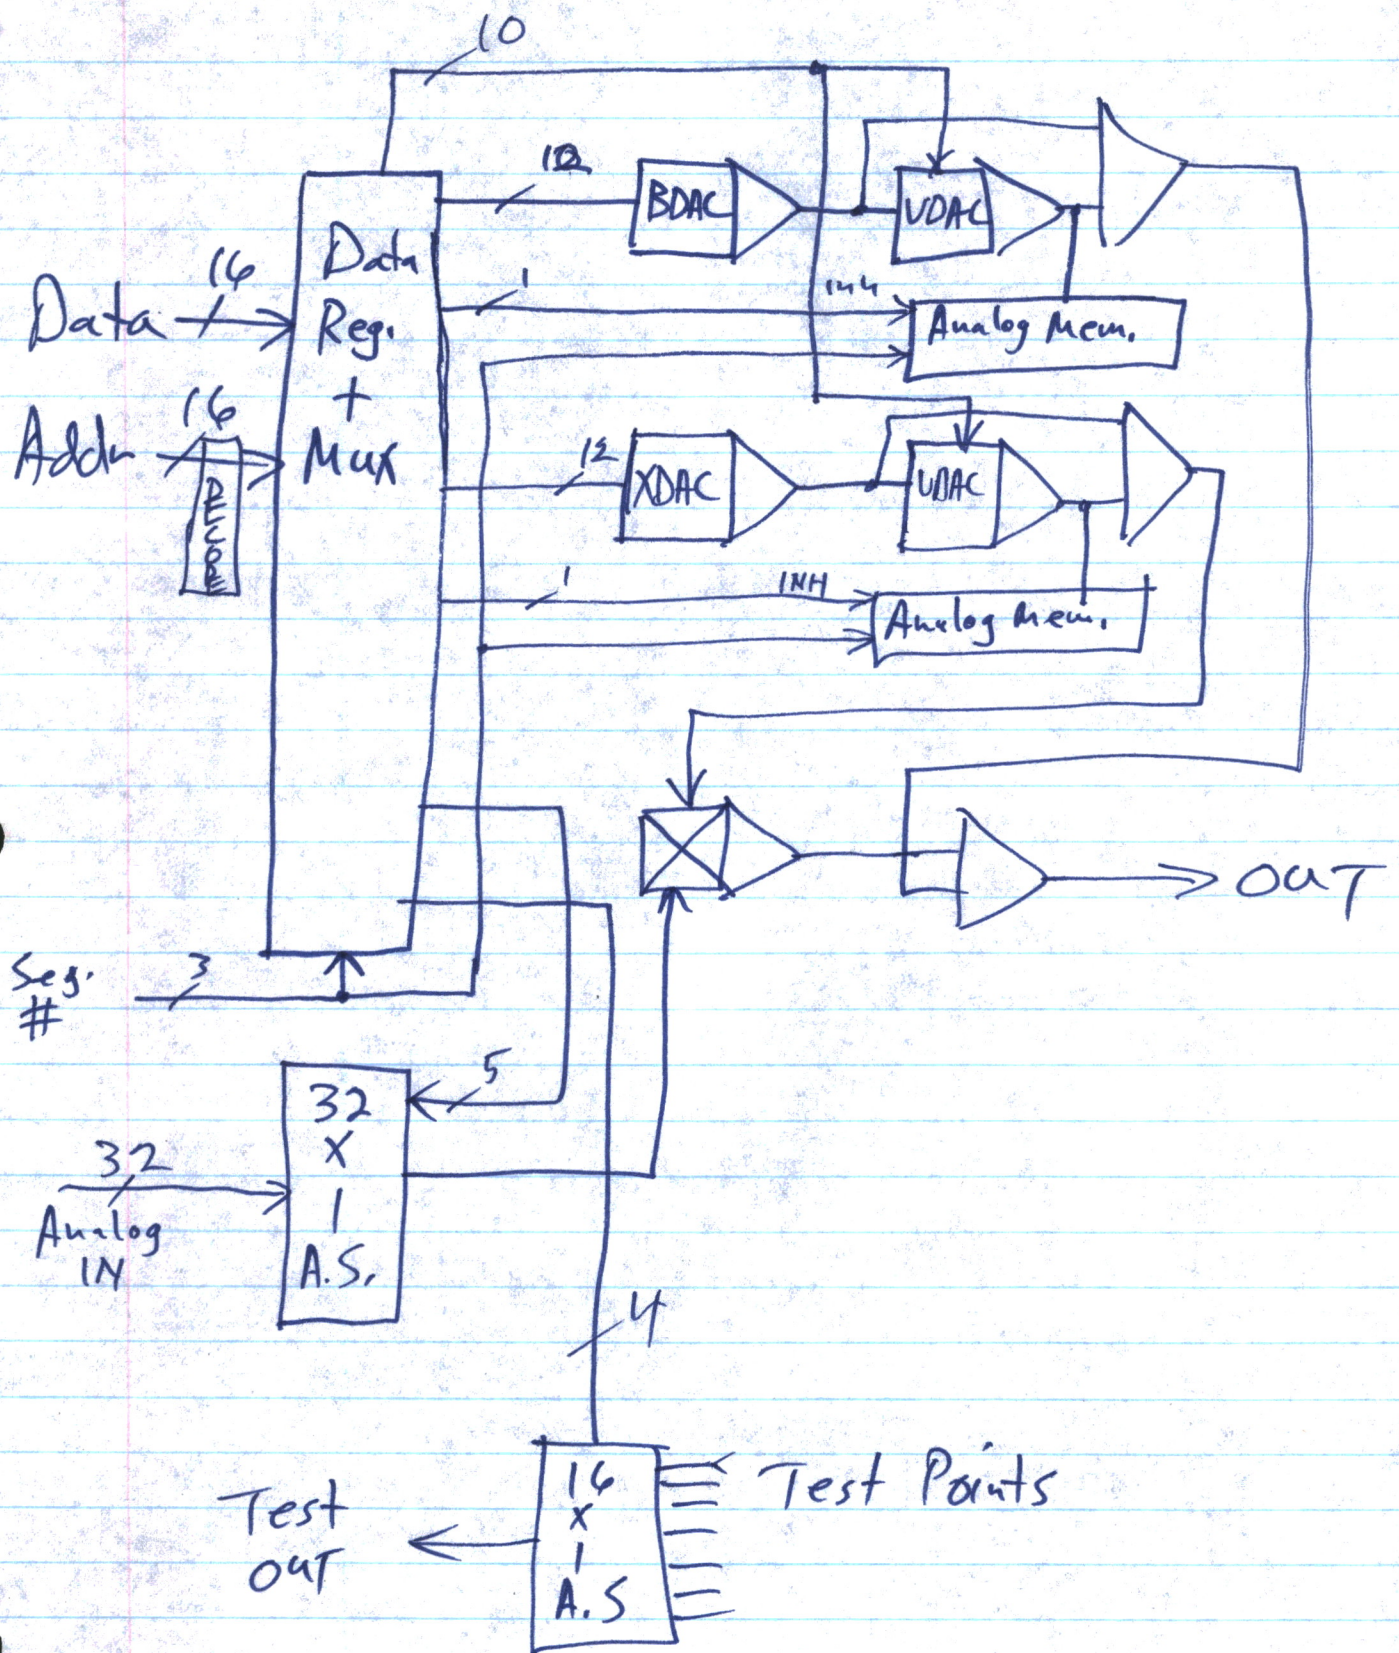 10
12
BDAC
VDAC
16
Data
Data
Reg.
+
Mux
1
INH
Analog Mem.
16
Addr
DECODE
12
XDAC
VDAC
1
INH
Analog Mem.
OUT
Seg.
#
3
5
32
X
1
A.S.
32
Analog
IN
4
16
X
1
A.S
Test Points
Test
OUT